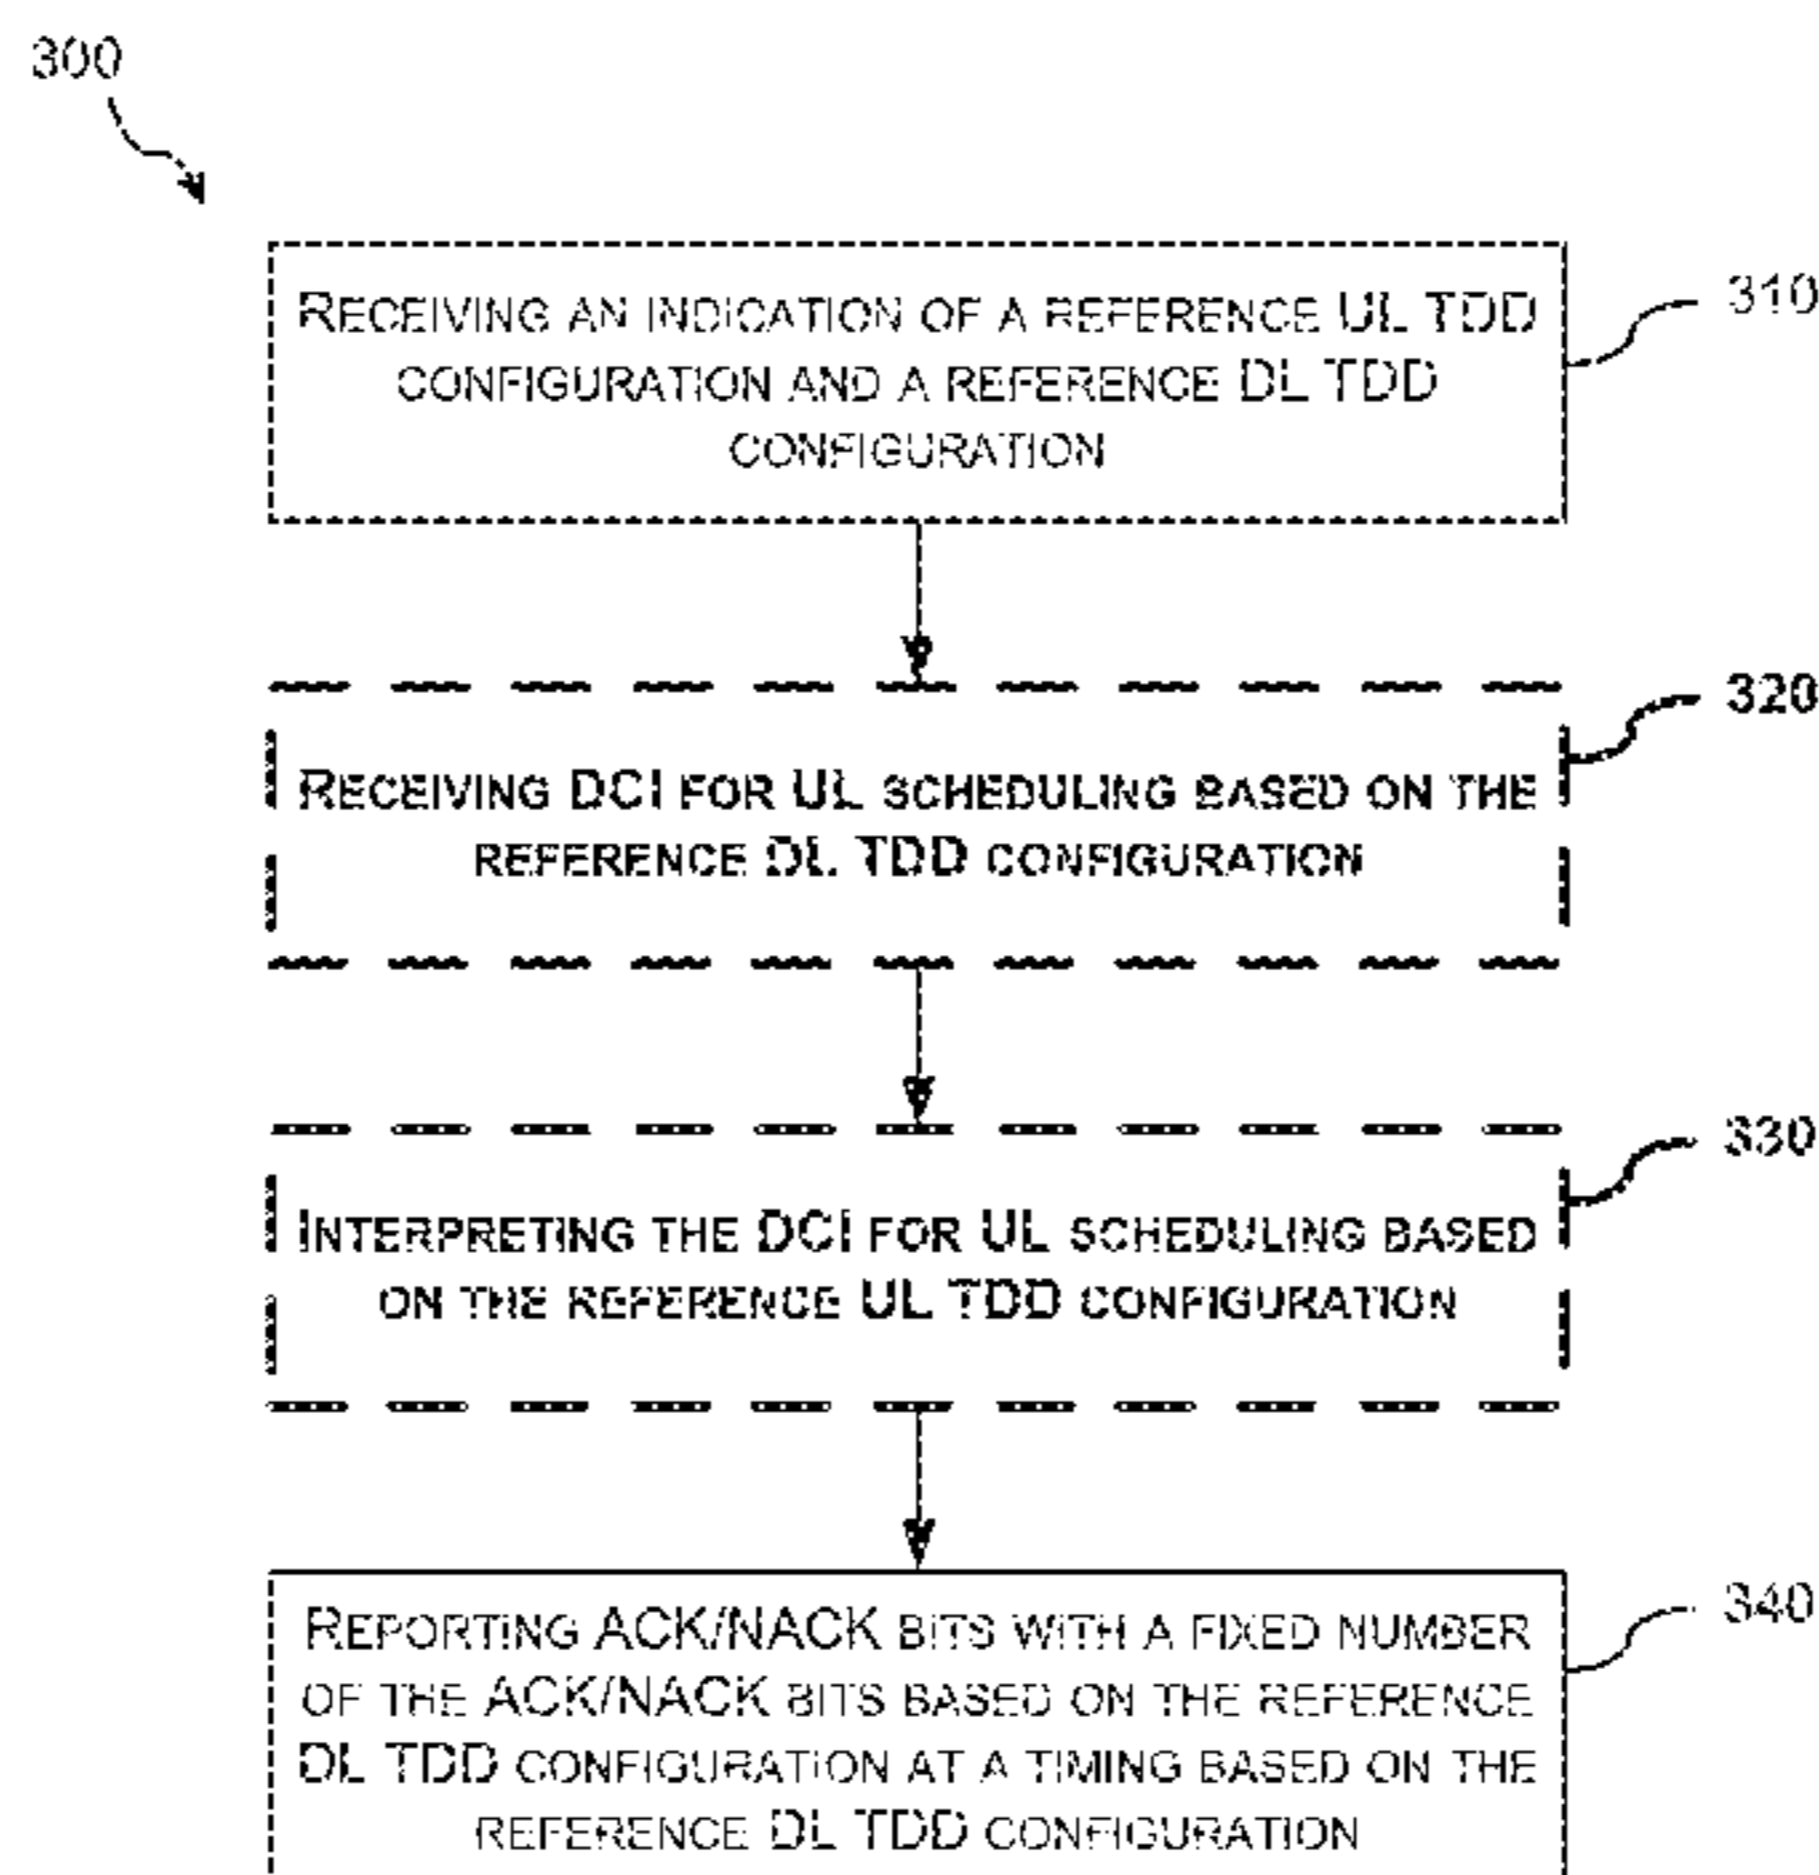 300
RECEIVING AN INDICATION OF A REFERENCE UL TDD
310
CONFIGURATION AND A REFERENCE DL TDD
CONFIGURATION
320
RECEIVING DCI FOR UL SCHEDULING BASED ON THE
REFERENCE DL TDD CONFIGURATION
330
INTERPRETING THE DCI FOR UL SCHEDULING BASED
ON THE REFERENCE UL TDD CONFIGURATION
340
REPORTING ACK/NACK BITS WITH A FIXED NUMBER
OF THE ACK/NACK BITS BASED ON THE REFERENCE
DL TDD CONFIGURATION AT A TIMING BASED ON THE
REFERENCE DL TDD CONFIGURATION